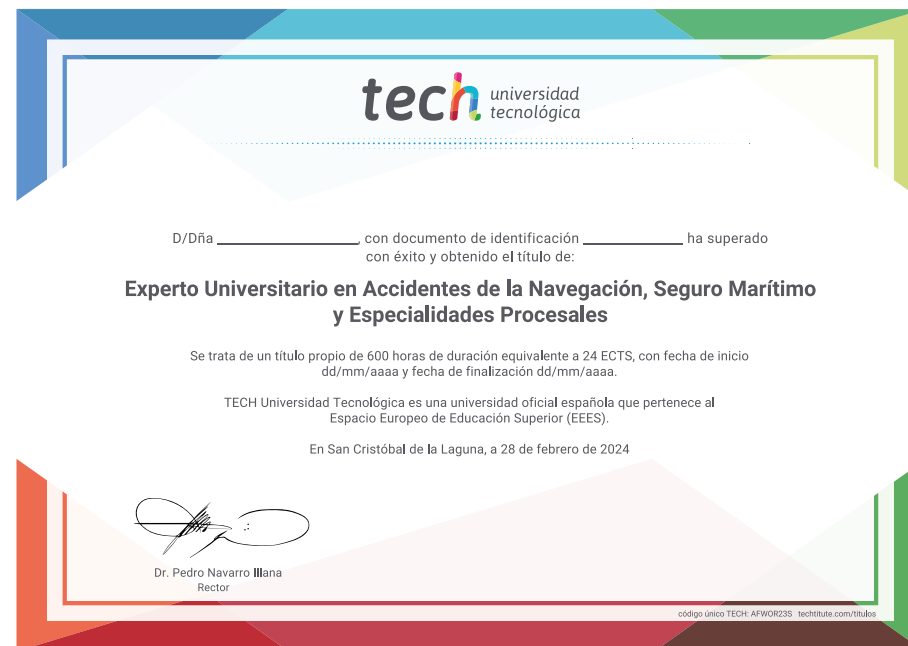 tech universidad
tecnológica
D/Dña ____________________, con documento de identificación ______________ ha superado
con éxito y obtenido el título de:
Experto Universitario en Accidentes de la Navegación, Seguro Marítimo
y Especialidades Procesales
Se trata de un título propio de 600 horas de duración equivalente a 24 ECTS, con fecha de inicio
dd/mm/aaaa y fecha de finalización dd/mm/aaaa.
TECH Universidad Tecnológica es una universidad oficial española que pertenece al
Espacio Europeo de Educación Superior (EEES).
En San Cristóbal de la Laguna, a 28 de febrero de 2024
Dr. Pedro Navarro Illana
Rector
código único TECH: AFWOR23S techtitute.com/titulos